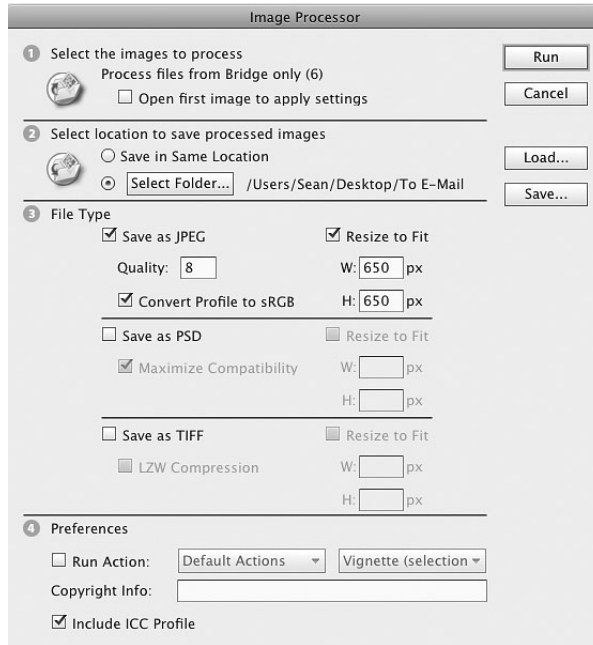 Image Processor
1 Select the images to process
Process files from Bridge only (6)
Open first image to apply settings
Run
Cancel
2 Select location to save processed images
Save in Same Location
Select Folder... /Users/Sean/Desktop/To E-Mail
Load...
Save...
3 File Type
Save as JPEG Resize to Fit
Quality: 8 W: 650 px
Convert Profile to sRGB H: 650 px
Save as PSD Resize to Fit
Maximize Compatibility W: px
H: px
Save as TIFF Resize to Fit
LZW Compression W: px
H: px
4 Preferences
Run Action: Default Actions Vignette (selection
Copyright Info:
Include ICC Profile